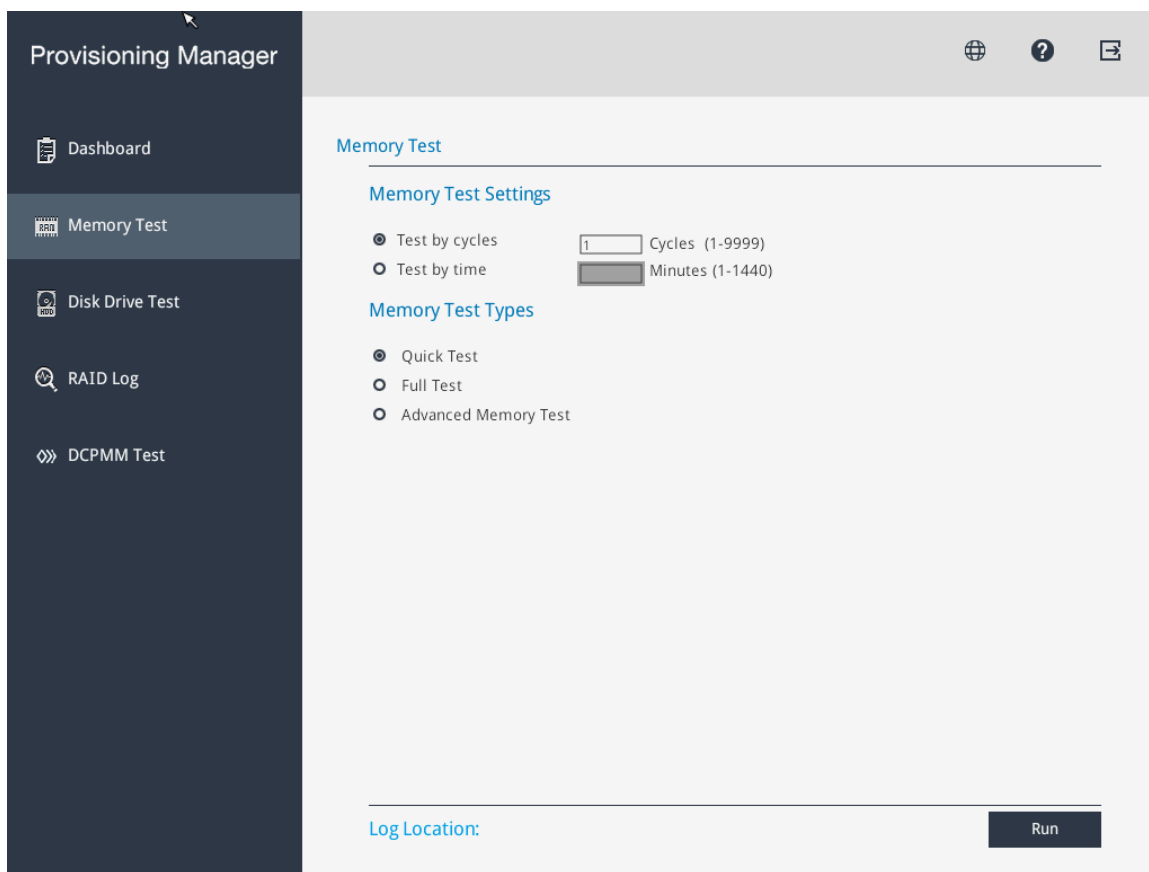 Provisioning Manager
Dashboard
Memory Test
Disk Drive Test
RAID Log
DCPMM Test
Memory Test
Memory Test Settings
Test by cycles 1 Cycles (1-9999)
Test by time Minutes (1-1440)
Memory Test Types
Quick Test
Full Test
Advanced Memory Test
Log Location:
Run